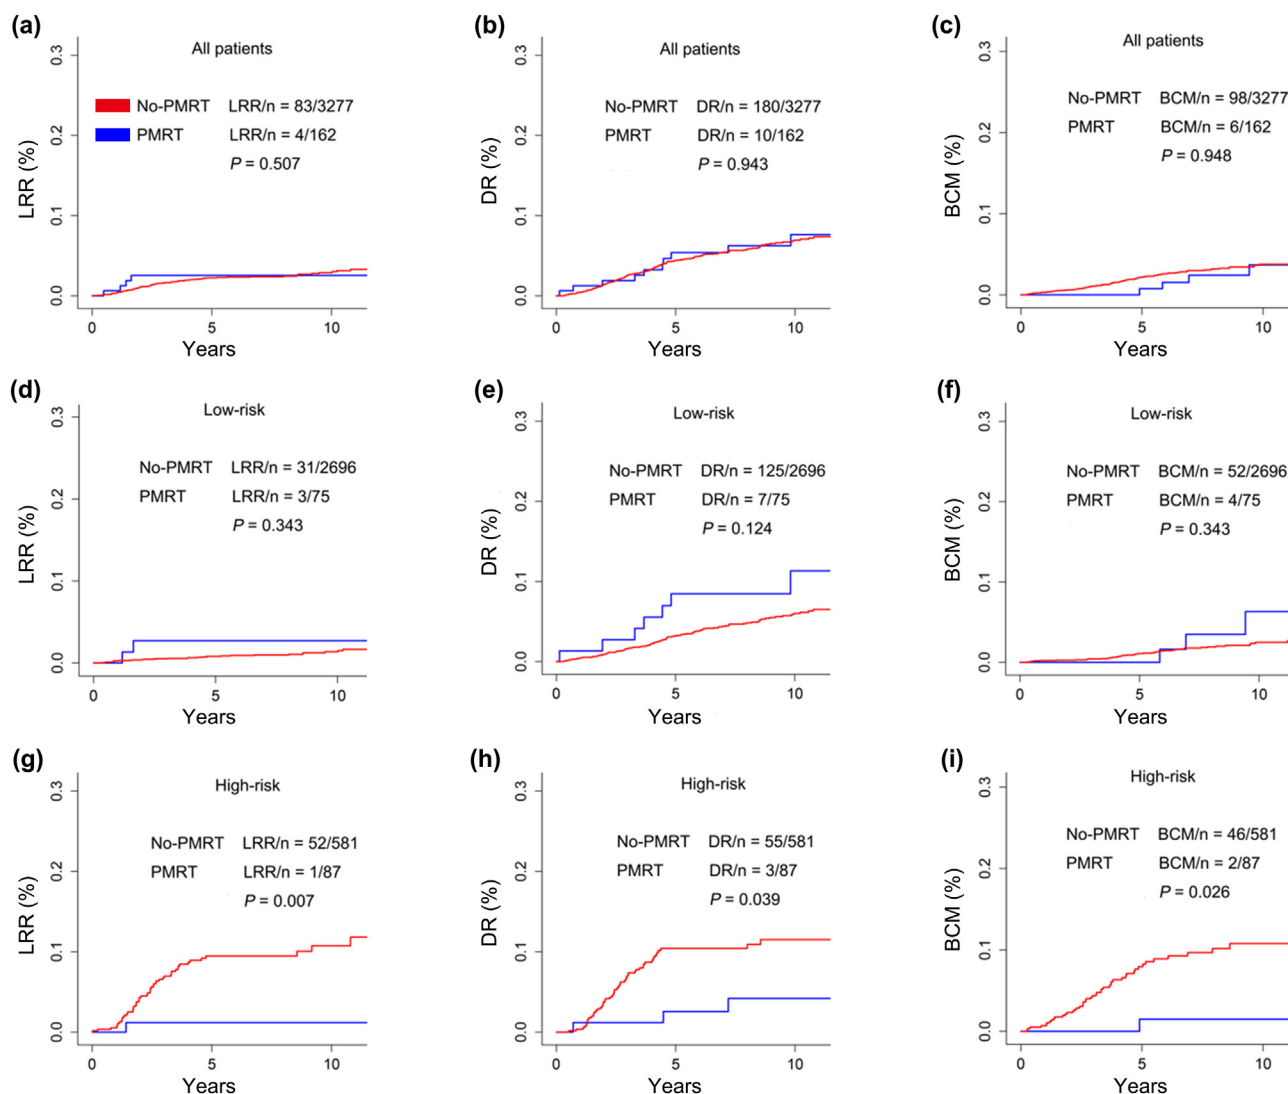 (a)
All patients
No-PMRT LRR/n = 83/3277
PMRT LRR/n = 4/162
P = 0.507
LRR (%)
0.3
0.2
0.1
0.0
0 5 10
Years
(b)
All patients
No-PMRT DR/n = 180/3277
PMRT DR/n = 10/162
P = 0.943
DR (%)
0.3
0.2
0.1
0.0
0 5 10
Years
(c)
All patients
No-PMRT BCM/n = 98/3277
PMRT BCM/n = 6/162
P = 0.948
BCM (%)
0.3
0.2
0.1
0.0
0 5 10
Years
(d)
Low-risk
No-PMRT LRR/n = 31/2696
PMRT LRR/n = 3/75
P = 0.343
LRR (%)
0.3
0.2
0.1
0.0
0 5 10
Years
(e)
Low-risk
No-PMRT DR/n = 125/2696
PMRT DR/n = 7/75
P = 0.124
DR (%)
0.3
0.2
0.1
0.0
0 5 10
Years
(f)
Low-risk
No-PMRT BCM/n = 52/2696
PMRT BCM/n = 4/75
P = 0.343
BCM (%)
0.3
0.2
0.1
0.0
0 5 10
Years
(g)
High-risk
No-PMRT LRR/n = 52/581
PMRT LRR/n = 1/87
P = 0.007
LRR (%)
0.3
0.2
0.1
0.0
0 5 10
Years
(h)
High-risk
No-PMRT DR/n = 55/581
PMRT DR/n = 3/87
P = 0.039
DR (%)
0.3
0.2
0.1
0.0
0 5 10
Years
(i)
High-risk
No-PMRT BCM/n = 46/581
PMRT BCM/n = 2/87
P = 0.026
BCM (%)
0.3
0.2
0.1
0.0
0 5 10
Years